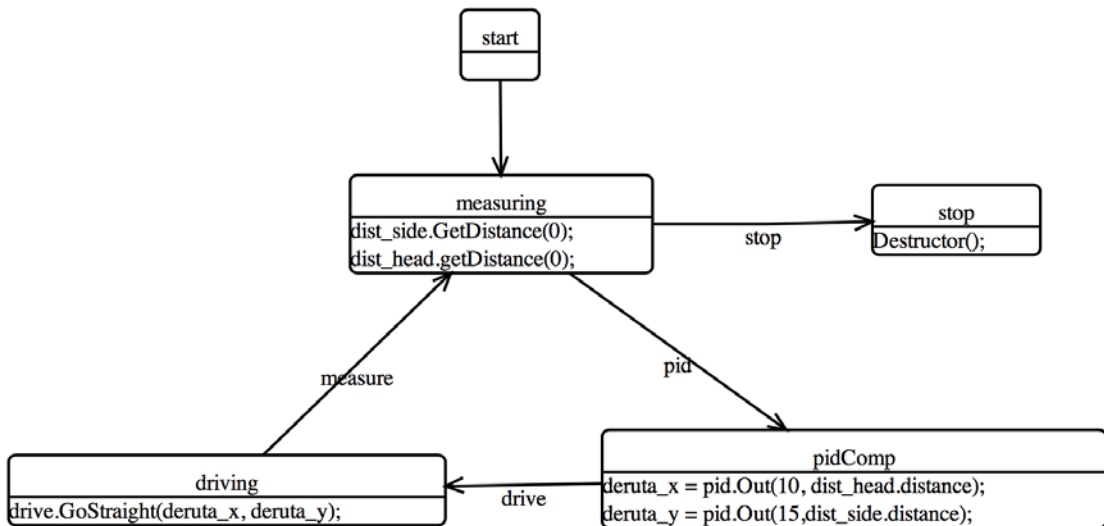 start
measuring
dist_side.GetDistance(0);
dist_head.getDistance(0);
stop
stop
Destructor();
pid
measure
pidComp
deruta_x = pid.Out(10, dist_head.distance);
deruta_y = pid.Out(15,dist_side.distance);
drive
driving
drive.GoStraight(deruta_x, deruta_y);